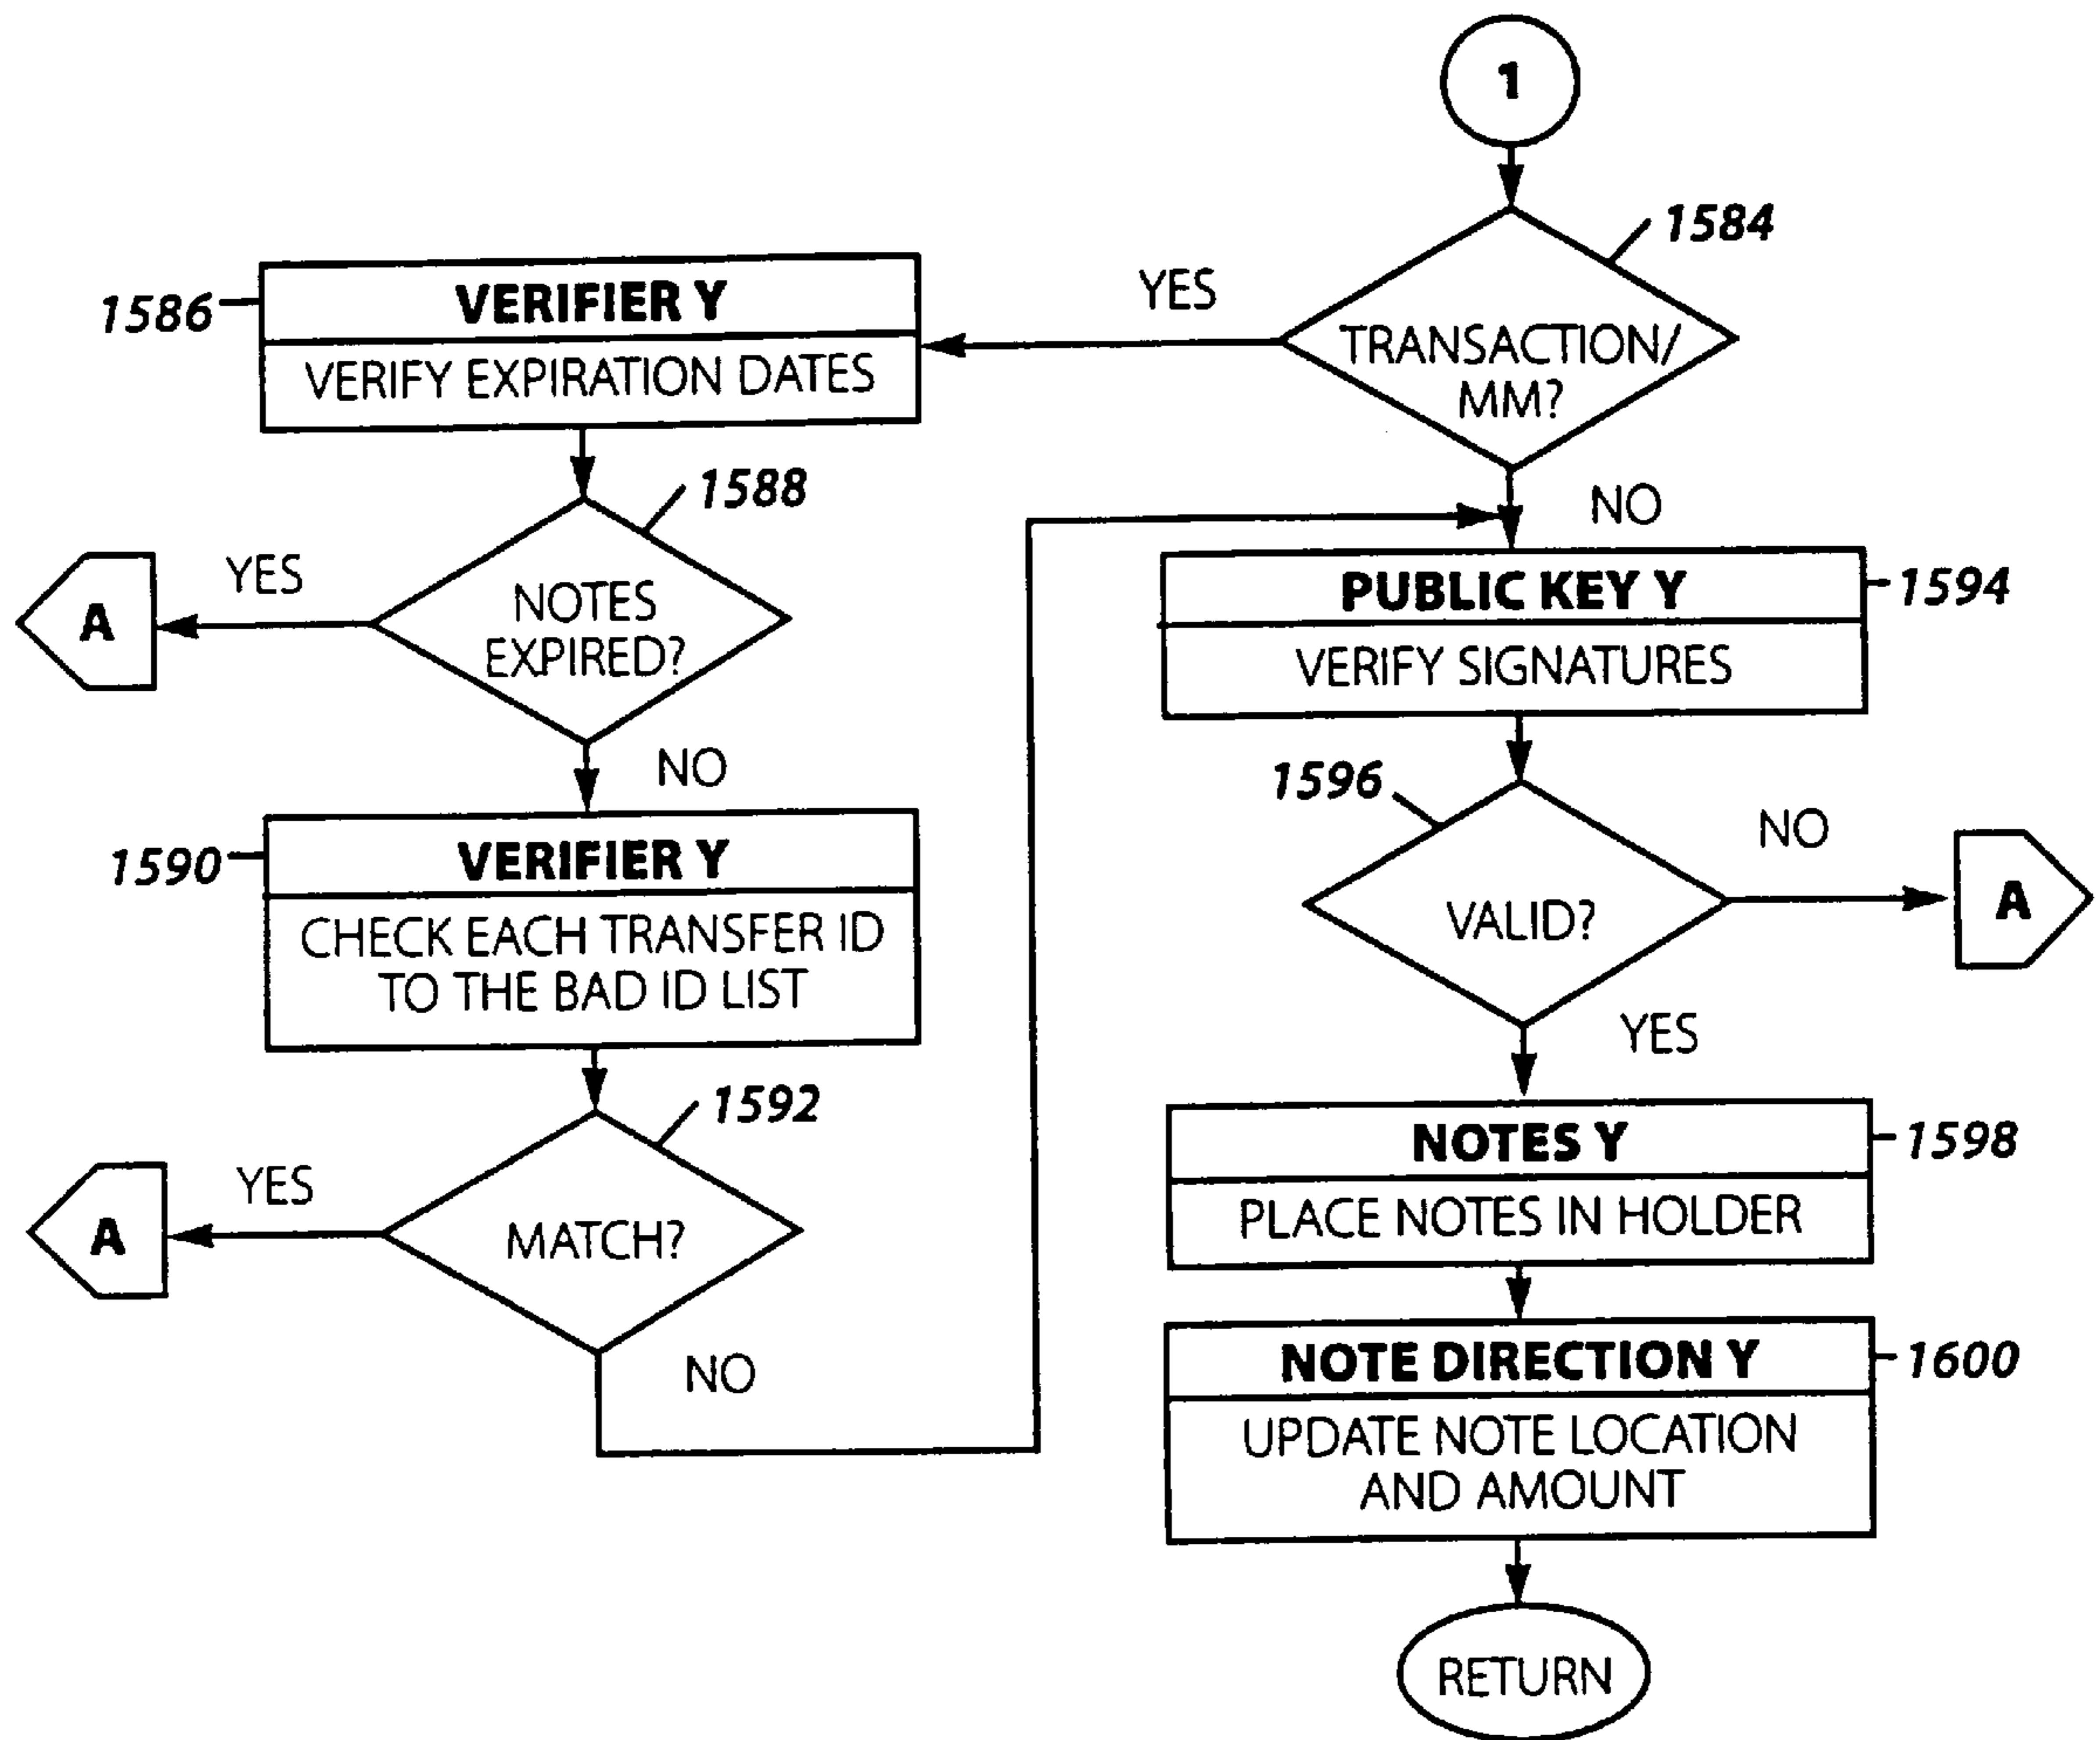 1
1584
TRANSACTION/
MM?
YES
NO
1586
VERIFIER Y
VERIFY EXPIRATION DATES
1588
NOTES
EXPIRED?
YES
A
NO
1590
VERIFIER Y
CHECK EACH TRANSFER ID
TO THE BAD ID LIST
1592
MATCH?
YES
A
NO
1594
PUBLIC KEY Y
VERIFY SIGNATURES
1596
VALID?
NO
A
YES
1598
NOTES Y
PLACE NOTES IN HOLDER
1600
NOTE DIRECTION Y
UPDATE NOTE LOCATION
AND AMOUNT
RETURN